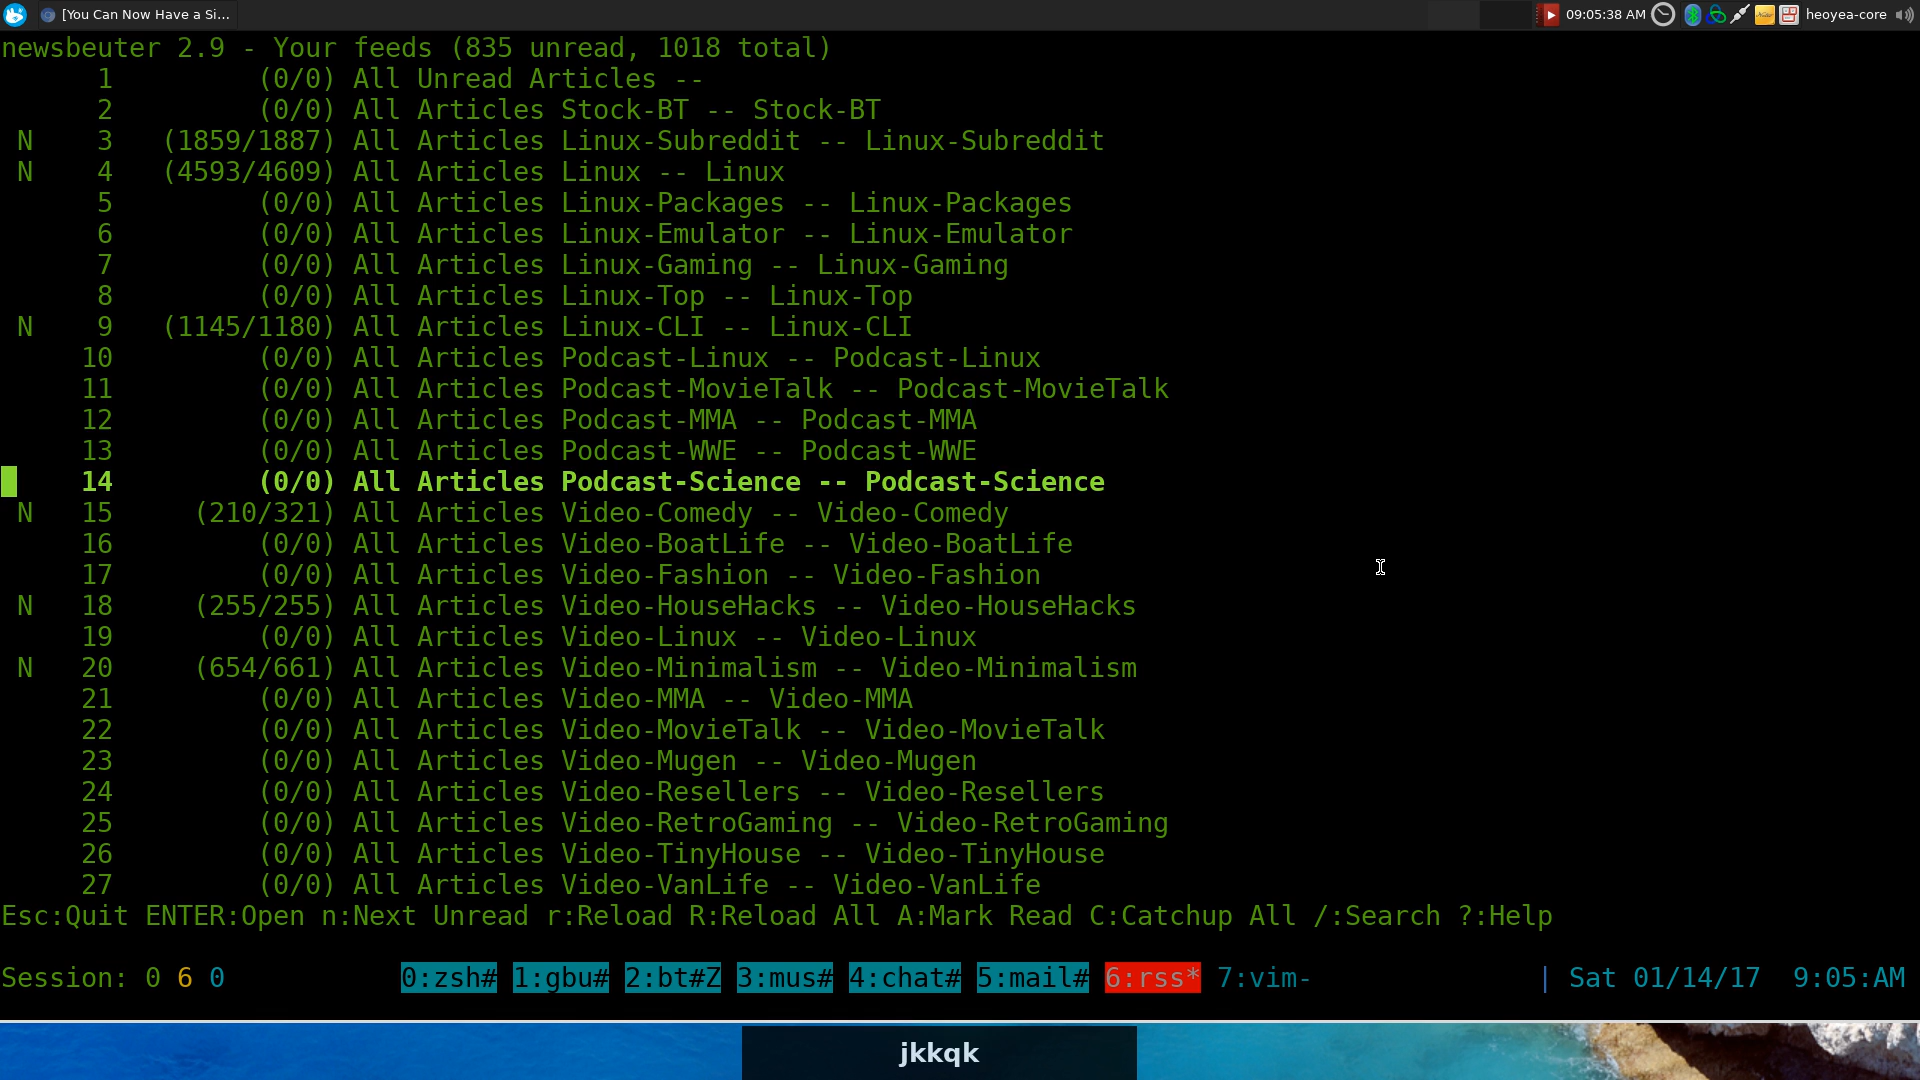 [You Can Now Have a Si... 09:05:38 AM heoyea-core
newsbeuter 2.9 - Your feeds (835 unread, 1018 total)
1 (0/0) All Unread Articles --
2 (0/0) All Articles Stock-BT -- Stock-BT
N 3 (1859/1887) All Articles Linux-Subreddit -- Linux-Subreddit
N 4 (4593/4609) All Articles Linux -- Linux
5 (0/0) All Articles Linux-Packages -- Linux-Packages
6 (0/0) All Articles Linux-Emulator -- Linux-Emulator
7 (0/0) All Articles Linux-Gaming -- Linux-Gaming
8 (0/0) All Articles Linux-Top -- Linux-Top
N 9 (1145/1180) All Articles Linux-CLI -- Linux-CLI
10 (0/0) All Articles Podcast-Linux -- Podcast-Linux
11 (0/0) All Articles Podcast-MovieTalk -- Podcast-MovieTalk
12 (0/0) All Articles Podcast-MMA -- Podcast-MMA
13 (0/0) All Articles Podcast-WWE -- Podcast-WWE
14 (0/0) All Articles Podcast-Science -- Podcast-Science
N 15 (210/321) All Articles Video-Comedy -- Video-Comedy
16 (0/0) All Articles Video-BoatLife -- Video-BoatLife
17 (0/0) All Articles Video-Fashion -- Video-Fashion
N 18 (255/255) All Articles Video-HouseHacks -- Video-HouseHacks
19 (0/0) All Articles Video-Linux -- Video-Linux
N 20 (654/661) All Articles Video-Minimalism -- Video-Minimalism
21 (0/0) All Articles Video-MMA -- Video-MMA
22 (0/0) All Articles Video-MovieTalk -- Video-MovieTalk
23 (0/0) All Articles Video-Mugen -- Video-Mugen
24 (0/0) All Articles Video-Resellers -- Video-Resellers
25 (0/0) All Articles Video-RetroGaming -- Video-RetroGaming
26 (0/0) All Articles Video-TinyHouse -- Video-TinyHouse
27 (0/0) All Articles Video-VanLife -- Video-VanLife
Esc:Quit ENTER:Open n:Next Unread r:Reload R:Reload All A:Mark Read C:Catchup All /:Search ?:Help
Session: 0 6 0 0:zsh# 1:gbu# 2:bt#Z 3:mus# 4:chat# 5:mail# 6:rss* 7:vim- | Sat 01/14/17 9:05:AM
jkkqk